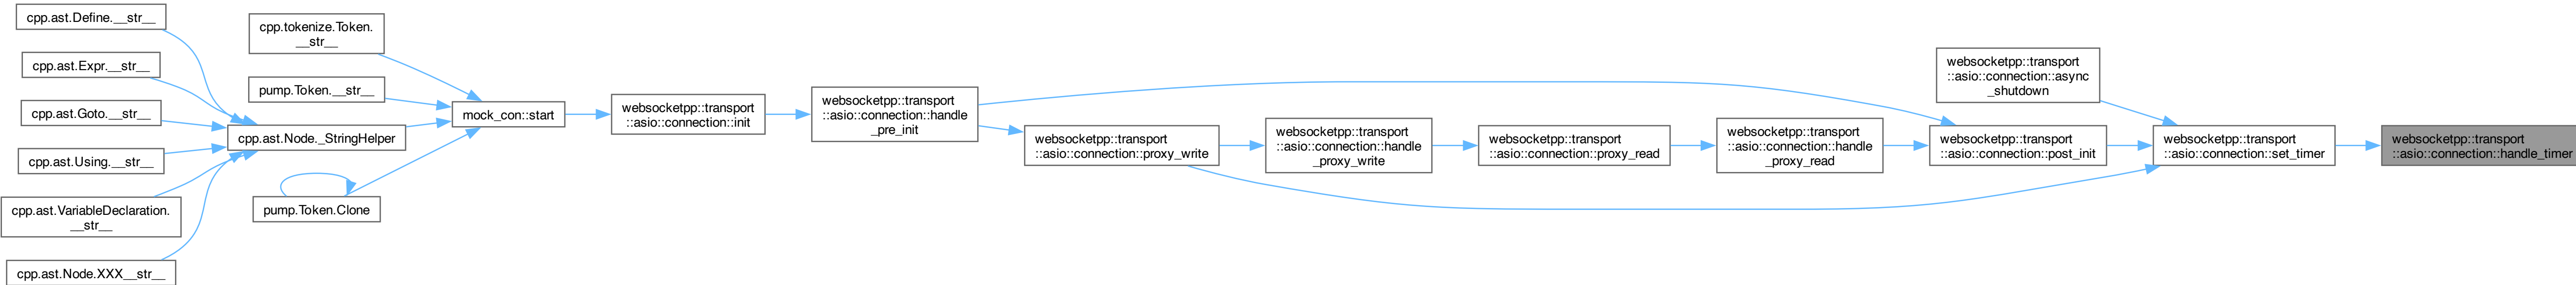 cpp.ast.Define.__str__
cpp.ast.Expr.__str__
cpp.ast.Goto.__str__
cpp.ast.Using.__str__
cpp.ast.VariableDeclaration.
__str__
cpp.ast.Node.XXX__str__
cpp.tokenize.Token.
__str__
pump.Token.__str__
cpp.ast.Node._StringHelper
pump.Token.Clone
mock_con::start
websocketpp::transport
::asio::connection::init
websocketpp::transport
::asio::connection::handle
_pre_init
websocketpp::transport
::asio::connection::proxy_write
websocketpp::transport
::asio::connection::handle
_proxy_write
websocketpp::transport
::asio::connection::proxy_read
websocketpp::transport
::asio::connection::handle
_proxy_read
websocketpp::transport
::asio::connection::async
_shutdown
websocketpp::transport
::asio::connection::post_init
websocketpp::transport
::asio::connection::set_timer
websocketpp::transport
::asio::connection::handle_timer